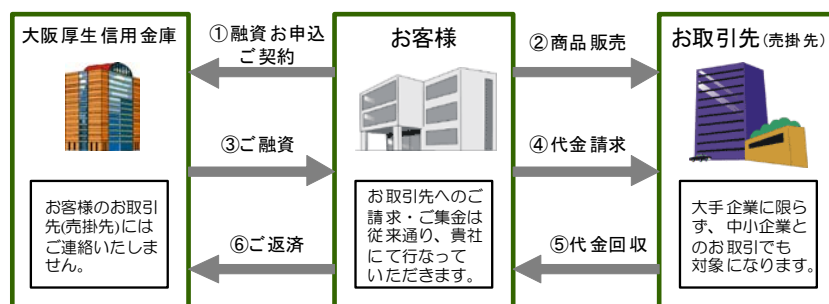 大阪厚生信用金庫
お客様のお取引
先(売掛先)には
ご連絡いたしま
せん。
①融資お申込
ご契約
③ご融資
⑥ご返済
お客様
お取引先へのご
請求・ご集金は
従来通り、貴社
にて行なって
いただきます。
②商品販売
④代金請求
⑤代金回収
お取引先(売掛先)
大手企業に限ら
ず、中小企業と
のお取引でも
対象になります。